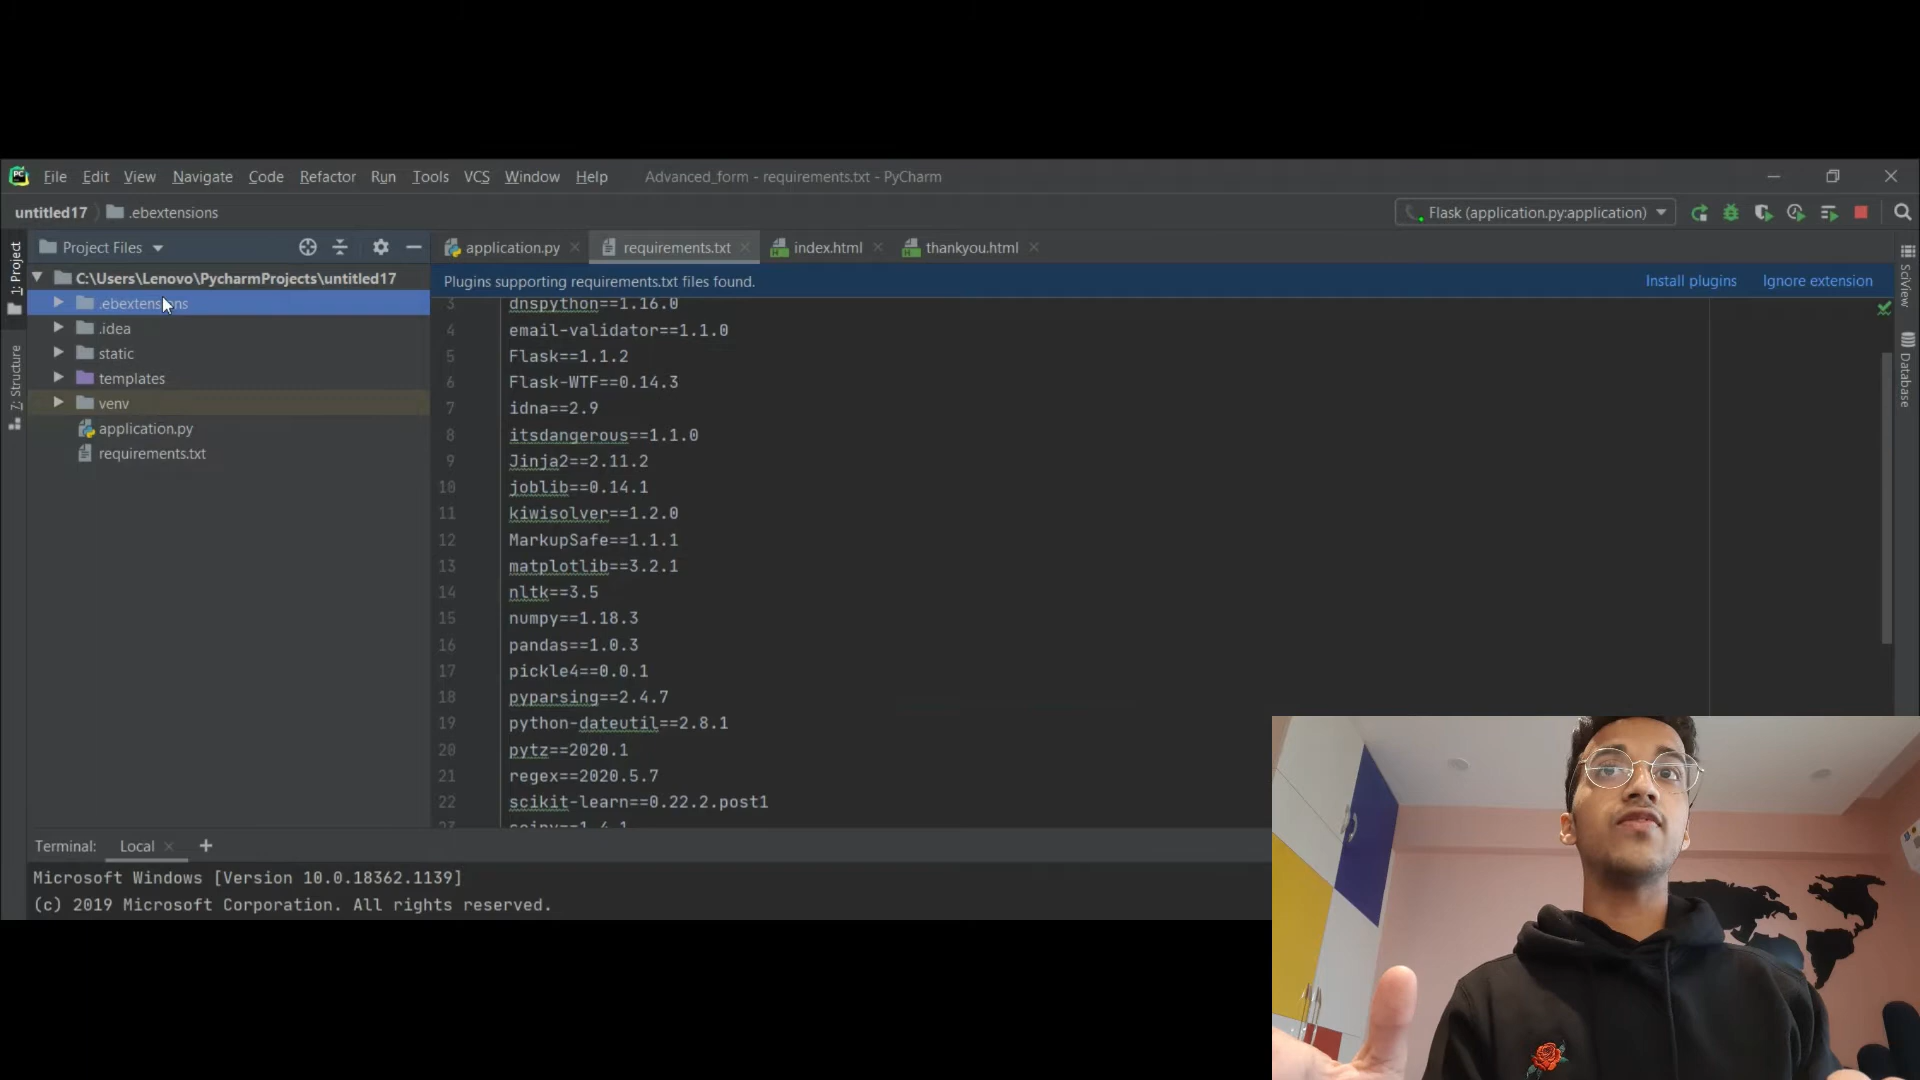 File Edit View Navigate Code Refactor Run Tools VCS Window Help Advanced_form - requirements.txt - PyCharm
untitled17 .ebextensions Flask (application.py:application)
Project Files application.py requirements.txt index.html thankyou.html
1: Project
7: Structure
SciView
Database
C:\Users\Lenovo\PycharmProjects\untitled17
.ebextensions
.idea
static
templates
venv
application.py
requirements.txt
Plugins supporting requirements.txt files found. Install plugins Ignore extension
3 dnspython==1.16.0
4 email-validator==1.1.0
5 Flask==1.1.2
6 Flask-WTF==0.14.3
7 idna==2.9
8 itsdangerous==1.1.0
9 Jinja2==2.11.2
10 joblib==0.14.1
11 kiwisolver==1.2.0
12 MarkupSafe==1.1.1
13 matplotlib==3.2.1
14 nltk==3.5
15 numpy==1.18.3
16 pandas==1.0.3
17 pickle4==0.0.1
18 pyparsing==2.4.7
19 python-dateutil==2.8.1
20 pytz==2020.1
21 regex==2020.5.7
22 scikit-learn==0.22.2.post1
Terminal: Local
Microsoft Windows [Version 10.0.18362.1139]
(c) 2019 Microsoft Corporation. All rights reserved.